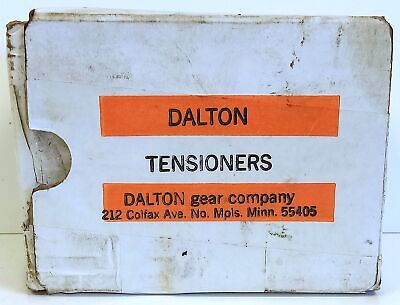 DALTON
TENSIONERS
DALTON gear company
212 Colfax Ave. No. Mpls. Minn. 55405